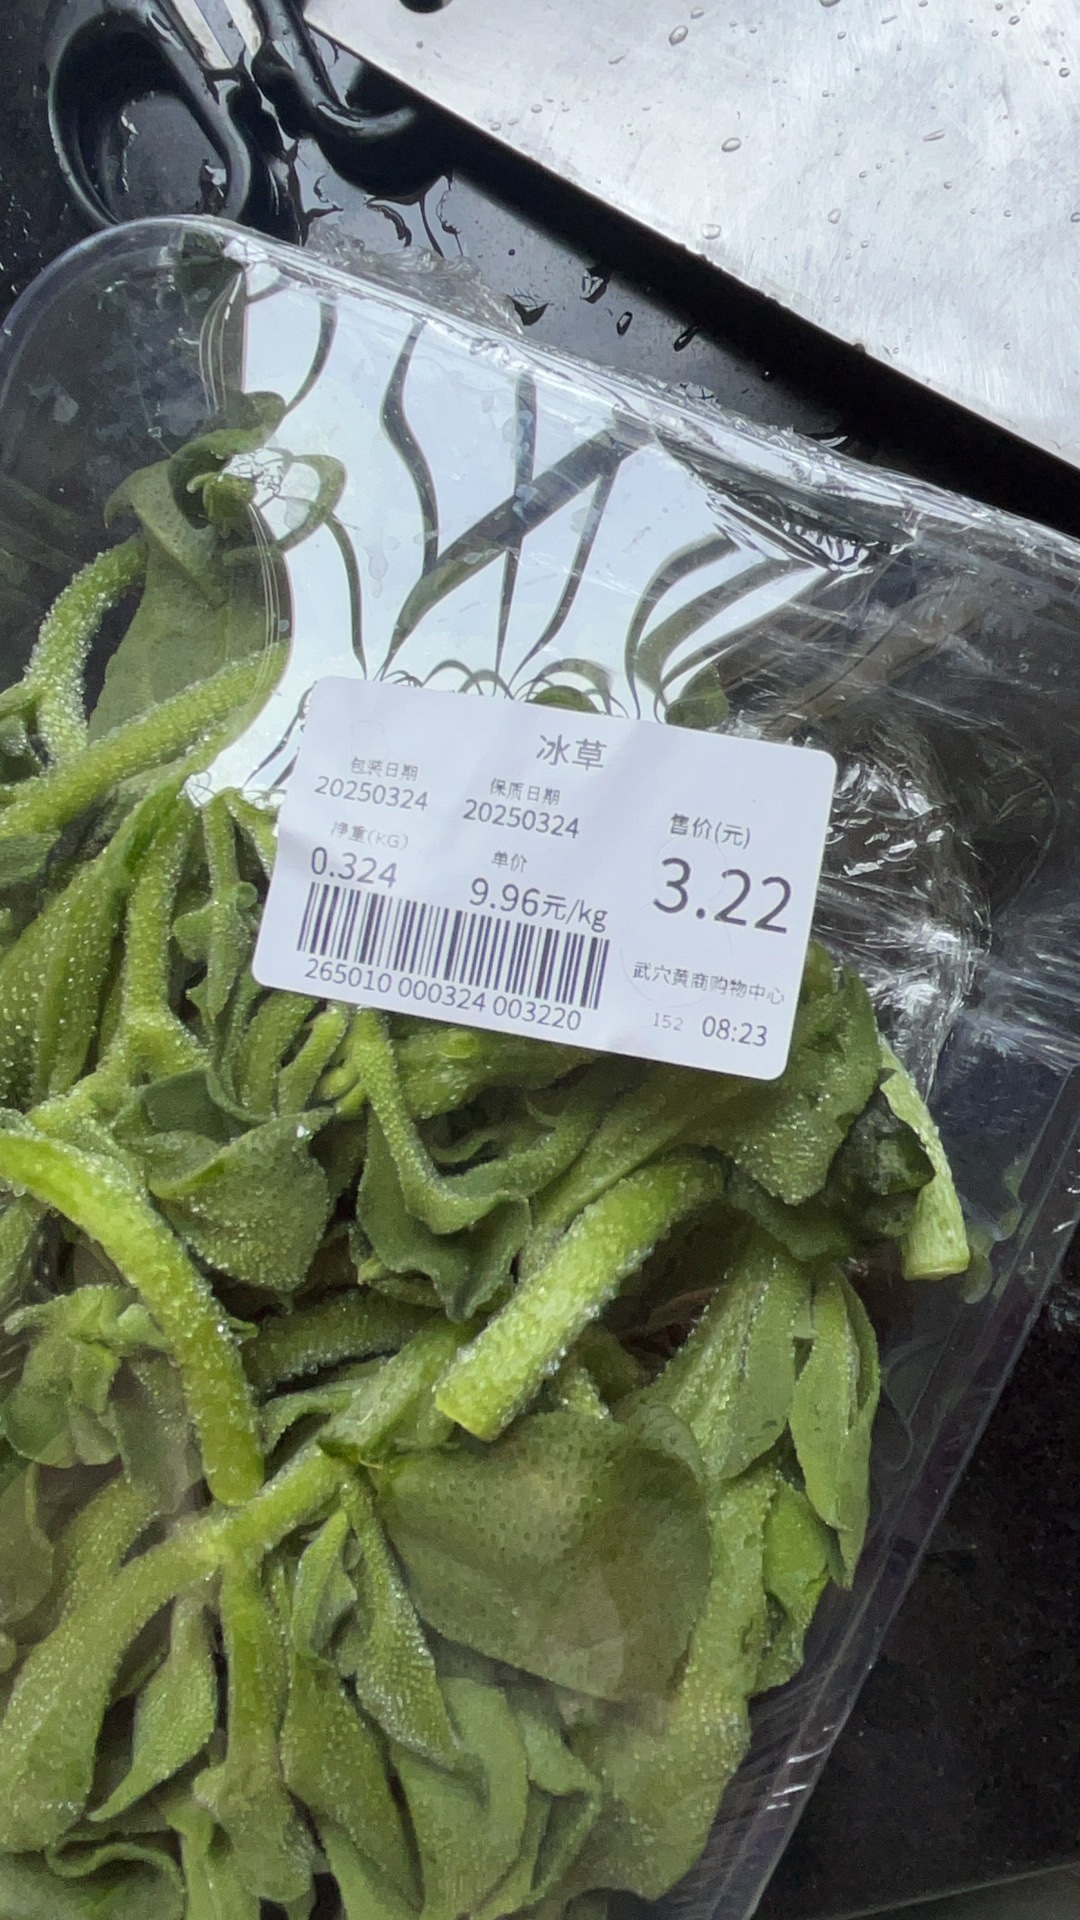 冰草
包装日期
20250324
保质日期
20250324
净重(KG)
0.324
单价
9.96元/kg
售价(元)
3.22
265010 000324 003220
武穴黄商购物中心
152 08:23